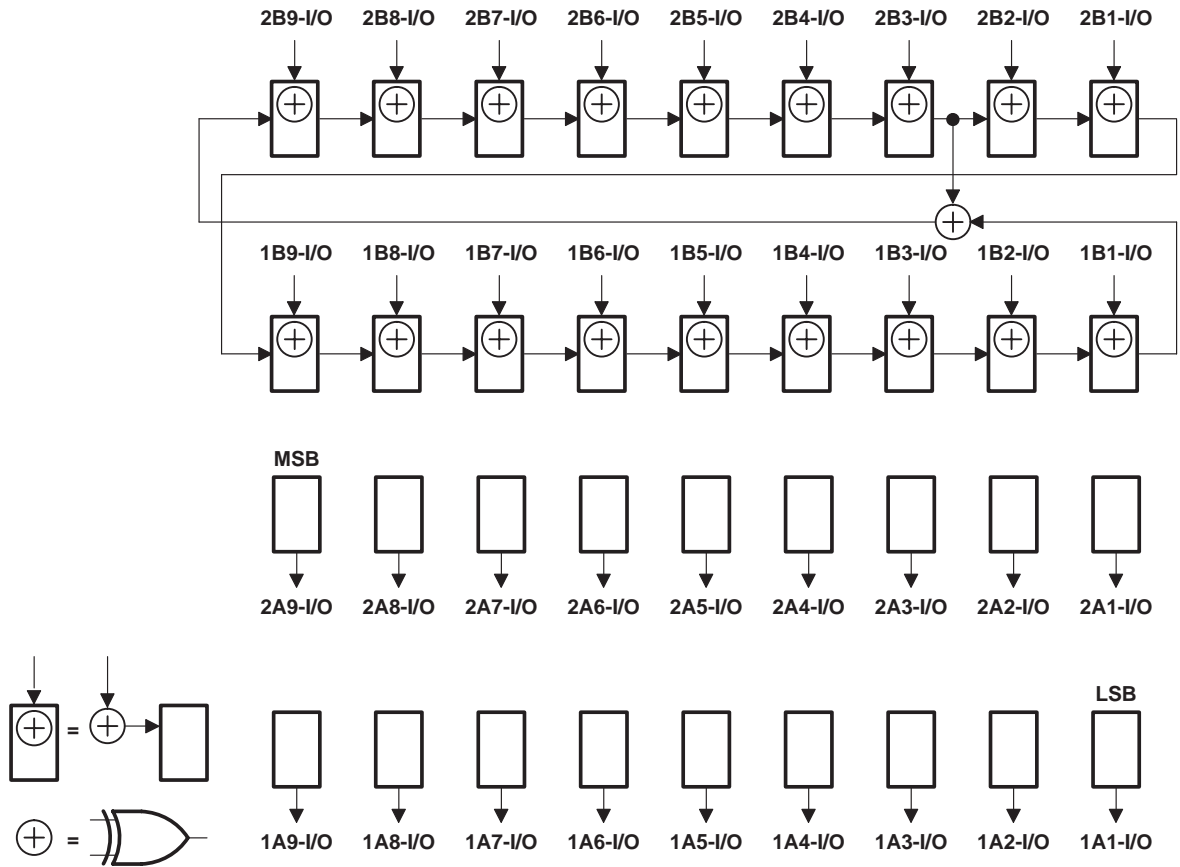 2B9-I/O 2B8-I/O 2B7-I/O 2B6-I/O 2B5-I/O 2B4-I/O 2B3-I/O 2B2-I/O 2B1-I/O
1B9-I/O 1B8-I/O 1B7-I/O 1B6-I/O 1B5-I/O 1B4-I/O 1B3-I/O 1B2-I/O 1B1-I/O
MSB
2A9-I/O 2A8-I/O 2A7-I/O 2A6-I/O 2A5-I/O 2A4-I/O 2A3-I/O 2A2-I/O 2A1-I/O
LSB
=
=
1A9-I/O 1A8-I/O 1A7-I/O 1A6-I/O 1A5-I/O 1A4-I/O 1A3-I/O 1A2-I/O 1A1-I/O